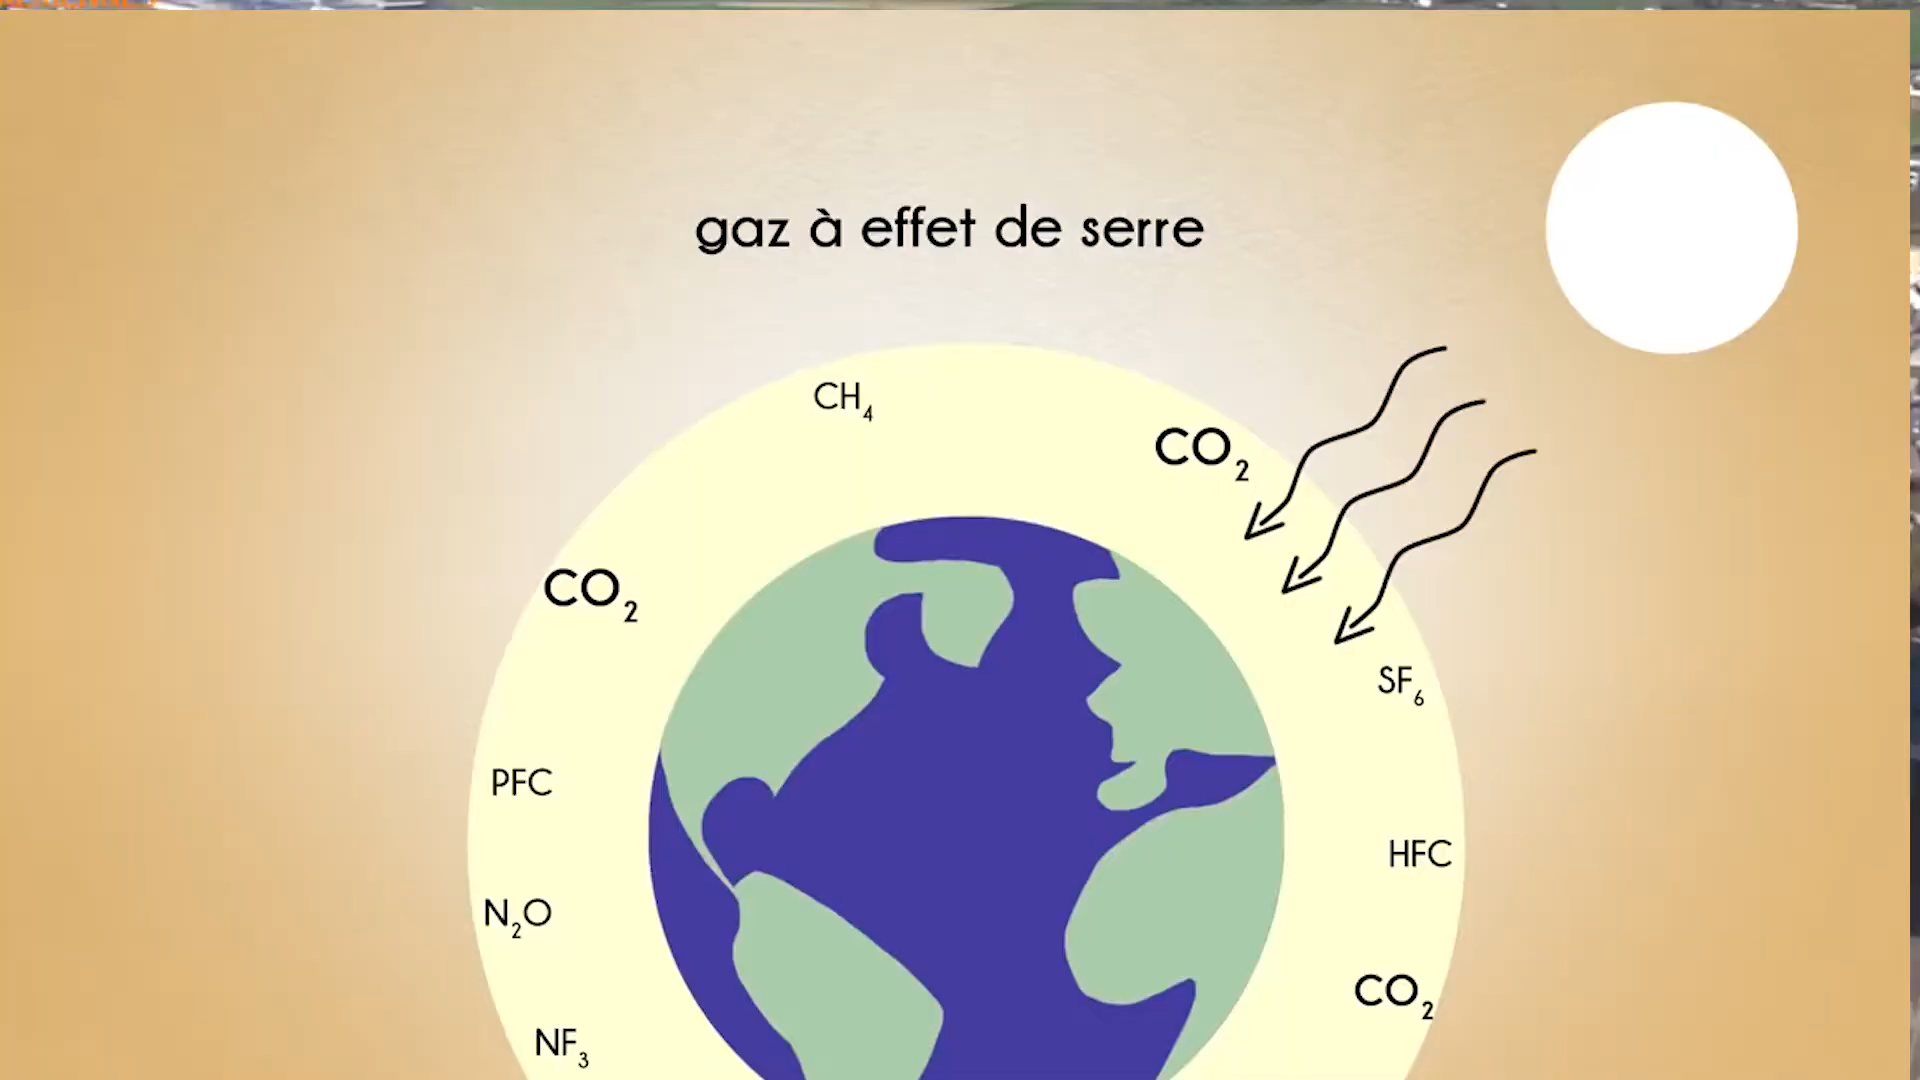 gaz à effet de serre
CH₄
CO₂
CO₂
SF₆
PFC
HFC
N₂O
CO₂
NF₃